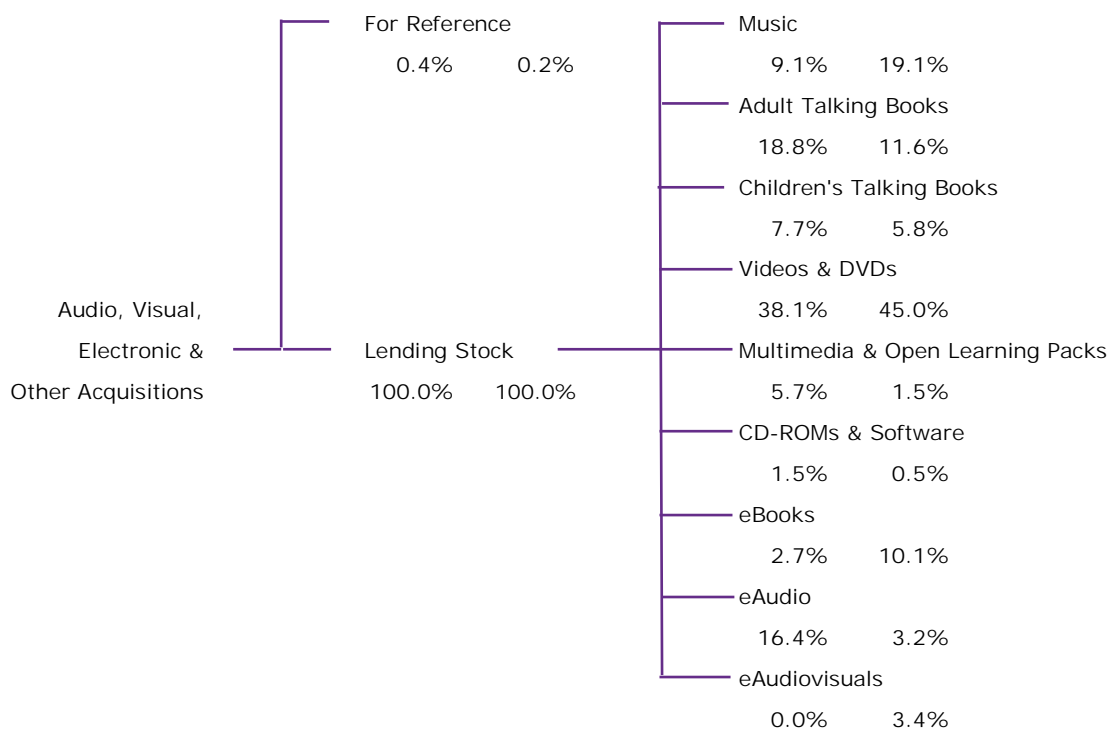 For Reference
0.4% 0.2%
Audio, Visual,
Electronic &
Other Acquisitions
Lending Stock
100.0% 100.0%
Music
9.1% 19.1%
Adult Talking Books
18.8% 11.6%
Children's Talking Books
7.7% 5.8%
Videos & DVDs
38.1% 45.0%
Multimedia & Open Learning Packs
5.7% 1.5%
CD-ROMs & Software
1.5% 0.5%
eBooks
2.7% 10.1%
eAudio
16.4% 3.2%
eAudiovisuals
0.0% 3.4%